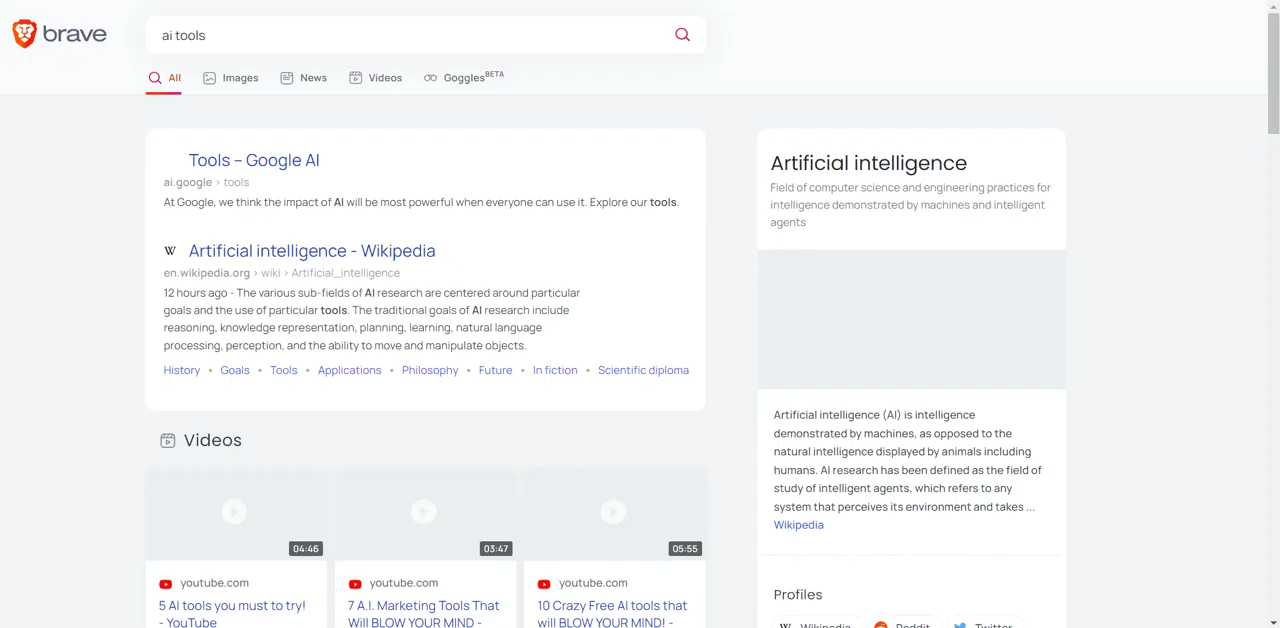 brave
ai tools
All Images News Videos Goggles BETA
Tools – Google AI
ai.google › tools
At Google, we think the impact of AI will be most powerful when everyone can use it. Explore our tools.
W Artificial intelligence - Wikipedia
en.wikipedia.org › wiki › Artificial_intelligence
12 hours ago - The various sub-fields of AI research are centered around particular
goals and the use of particular tools. The traditional goals of AI research include
reasoning, knowledge representation, planning, learning, natural language
processing, perception, and the ability to move and manipulate objects.
History • Goals • Tools • Applications • Philosophy • Future • In fiction • Scientific diploma
Videos
04:46
03:47
05:55
youtube.com
5 AI tools you must to try!
- YouTube
youtube.com
7 A.I. Marketing Tools That
Will BLOW YOUR MIND -
youtube.com
10 Crazy Free AI tools that
will BLOW YOUR MIND! -
Artificial intelligence
Field of computer science and engineering practices for
intelligence demonstrated by machines and intelligent
agents
Artificial intelligence (AI) is intelligence
demonstrated by machines, as opposed to the
natural intelligence displayed by animals including
humans. AI research has been defined as the field of
study of intelligent agents, which refers to any
system that perceives its environment and takes ...
Wikipedia
Profiles
W Wikipedia Reddit Twitter